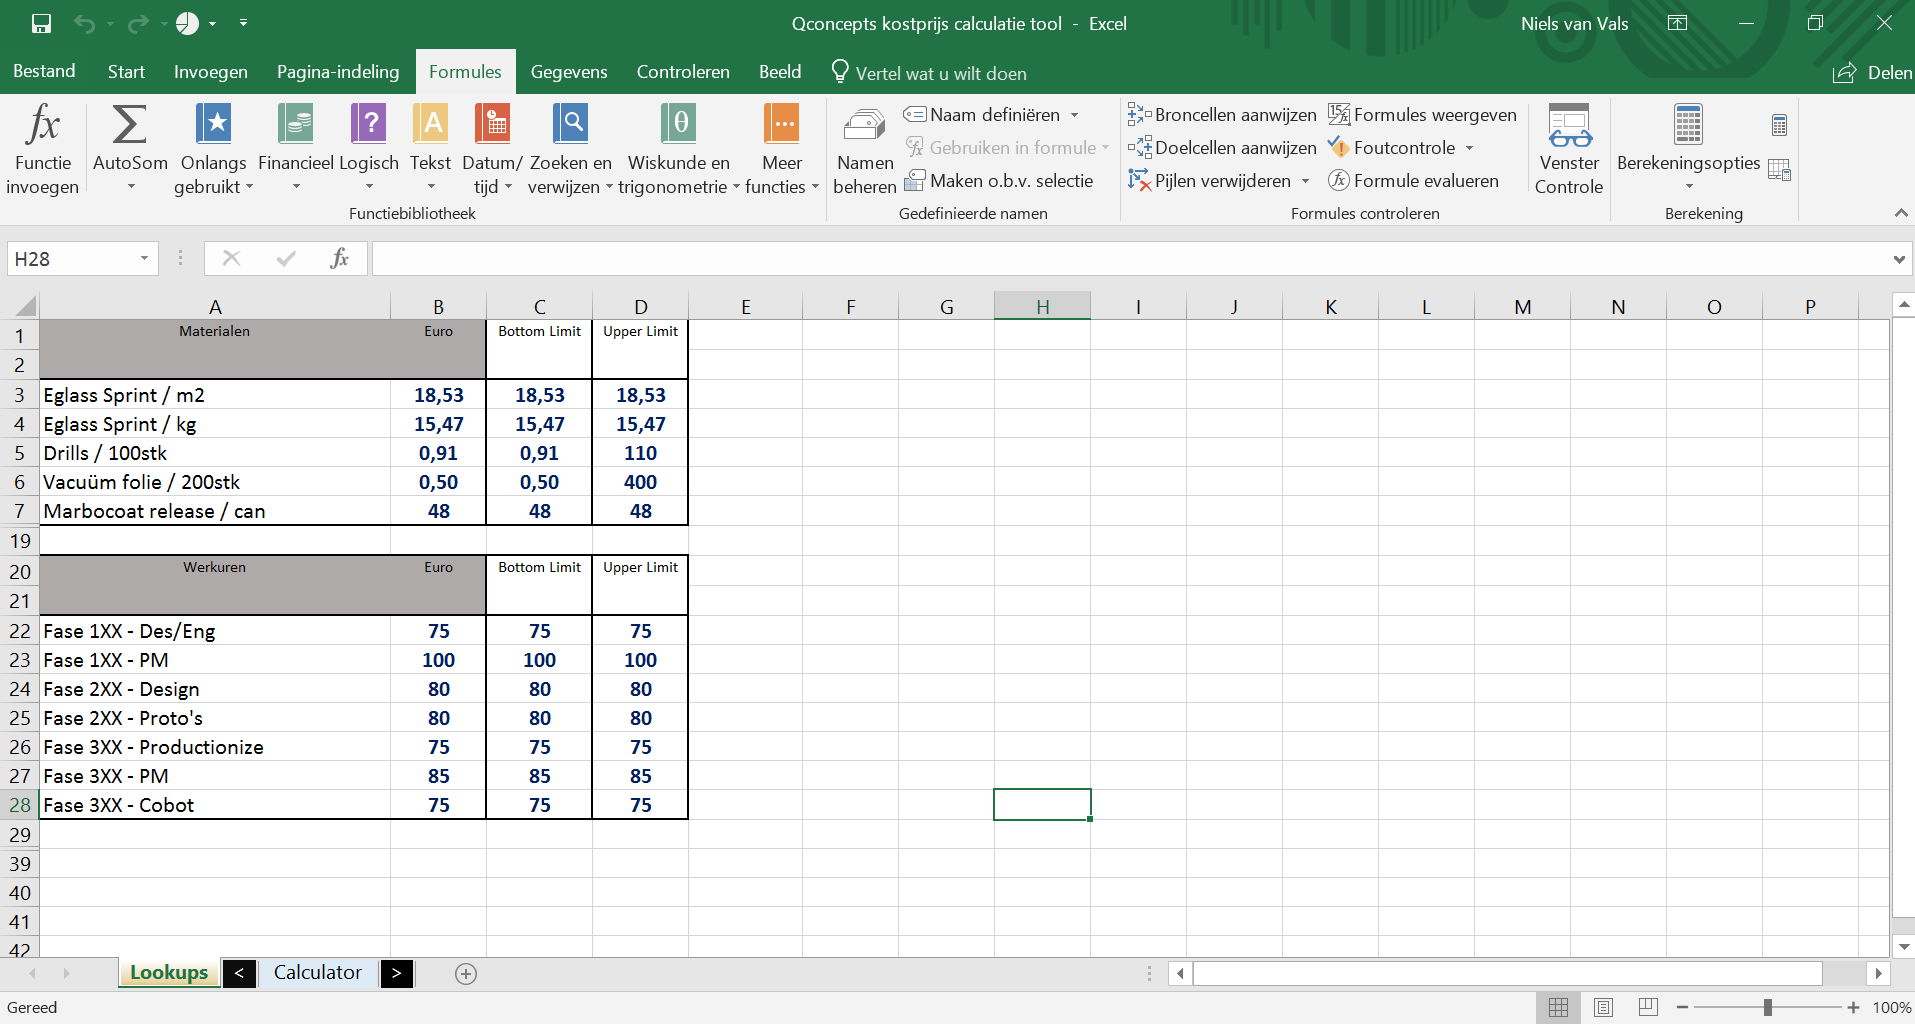 Qconcepts kostprijs calculatie tool - Excel
Niels van Vals
Bestand Start Invoegen Pagina-indeling Formules Gegevens Controleren Beeld Vertel wat u wilt doen Delen
Functie invoegen
AutoSom
Onlangs gebruikt
Financieel
Logisch
Tekst
Datum/ tijd
Zoeken en verwijzen
Wiskunde en trigonometrie
Meer functies
Functiebibliotheek
Namen beheren
Naam definiëren
Gebruiken in formule
Maken o.b.v. selectie
Gedefinieerde namen
Broncellen aanwijzen
Doelcellen aanwijzen
Pijlen verwijderen
Formules weergeven
Foutcontrole
Formule evalueren
Formules controleren
Venster Controle
Berekeningsopties
Berekening
H28 fx
A B C D E F G H I J K L M N O P
1 Materialen Euro Bottom Limit Upper Limit
2
3 Eglass Sprint / m2 18,53 18,53 18,53
4 Eglass Sprint / kg 15,47 15,47 15,47
5 Drills / 100stk 0,91 0,91 110
6 Vacuüm folie / 200stk 0,50 0,50 400
7 Marbocoat release / can 48 48 48
19
20 Werkuren Euro Bottom Limit Upper Limit
21
22 Fase 1XX - Des/Eng 75 75 75
23 Fase 1XX - PM 100 100 100
24 Fase 2XX - Design 80 80 80
25 Fase 2XX - Proto's 80 80 80
26 Fase 3XX - Productionize 75 75 75
27 Fase 3XX - PM 85 85 85
28 Fase 3XX - Cobot 75 75 75
29
39
40
41
42
Lookups < Calculator >
Gereed 100%